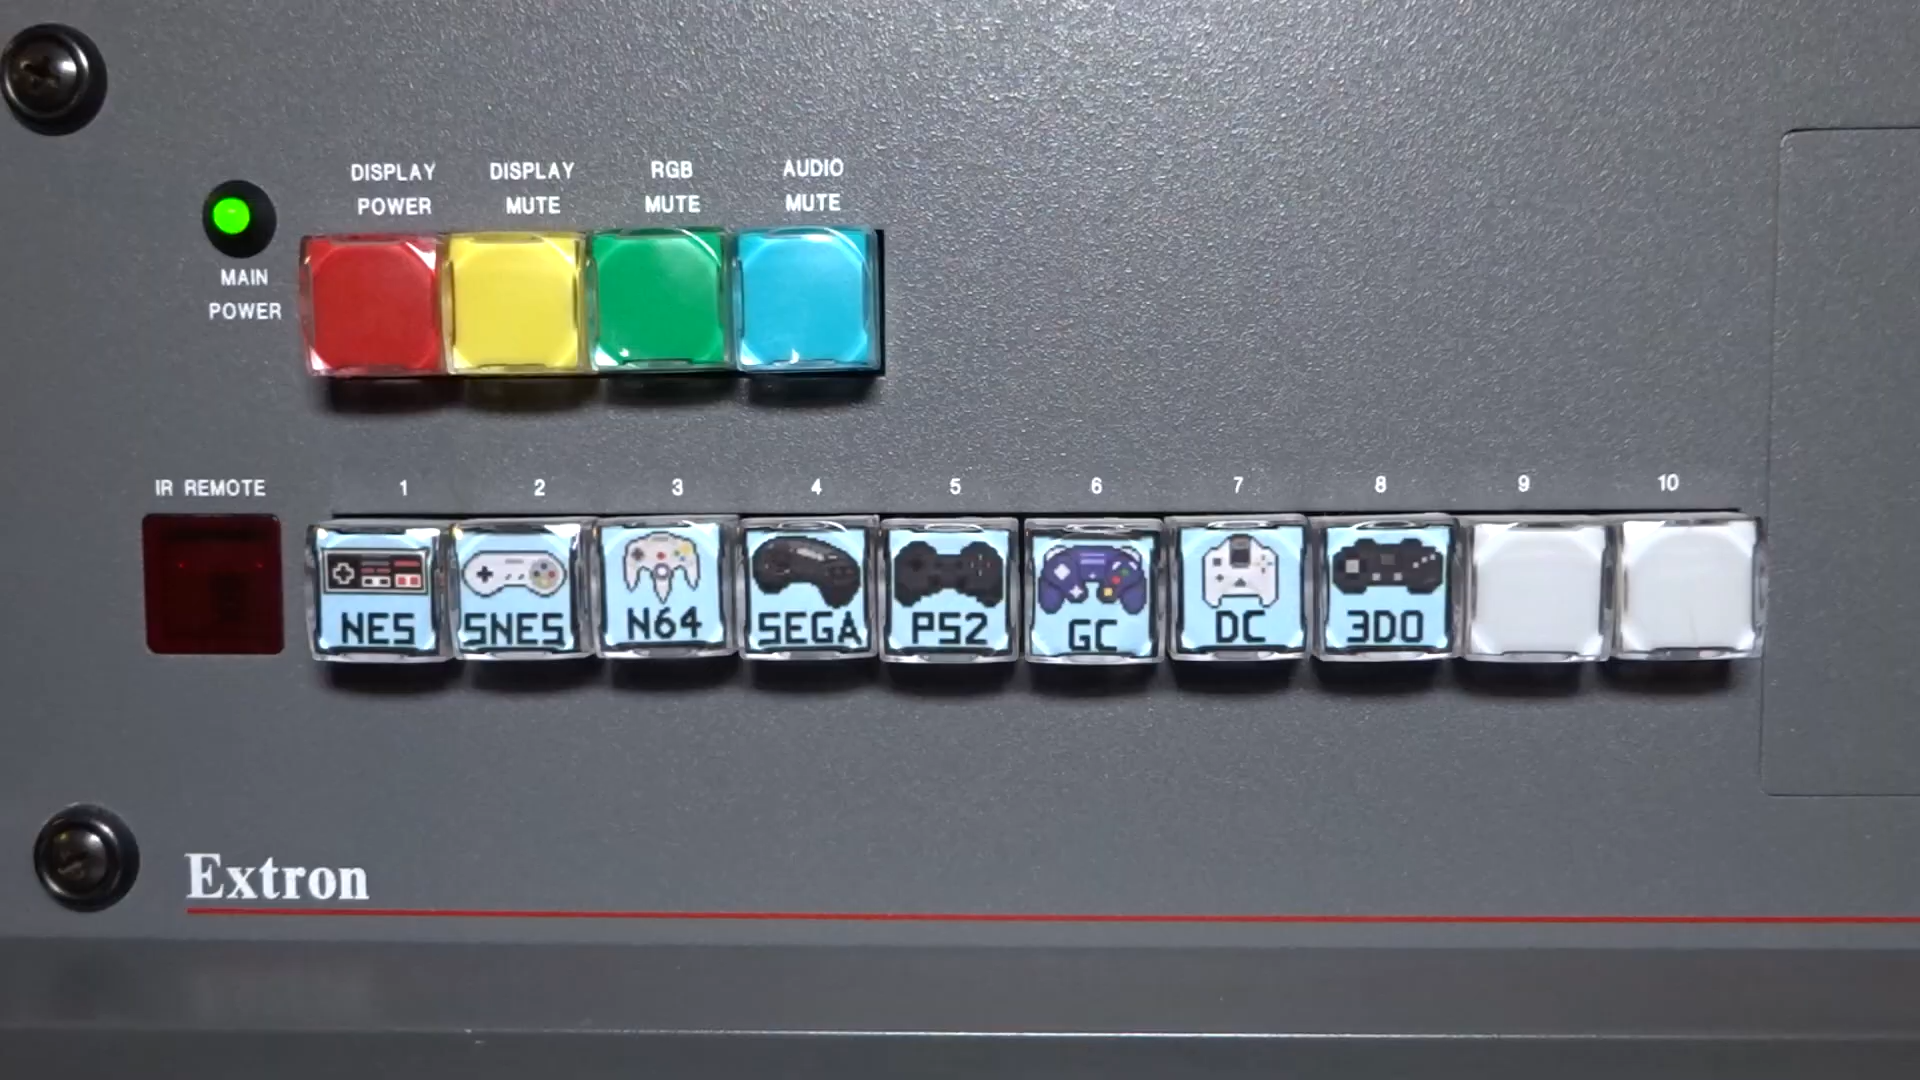 DISPLAY POWER
DISPLAY MUTE
RGB MUTE
AUDIO MUTE
MAIN POWER
IR REMOTE
1 2 3 4 5 6 7 8 9 10
NES SNES N64 SEGA PS2 GC DC 3DO
Extron